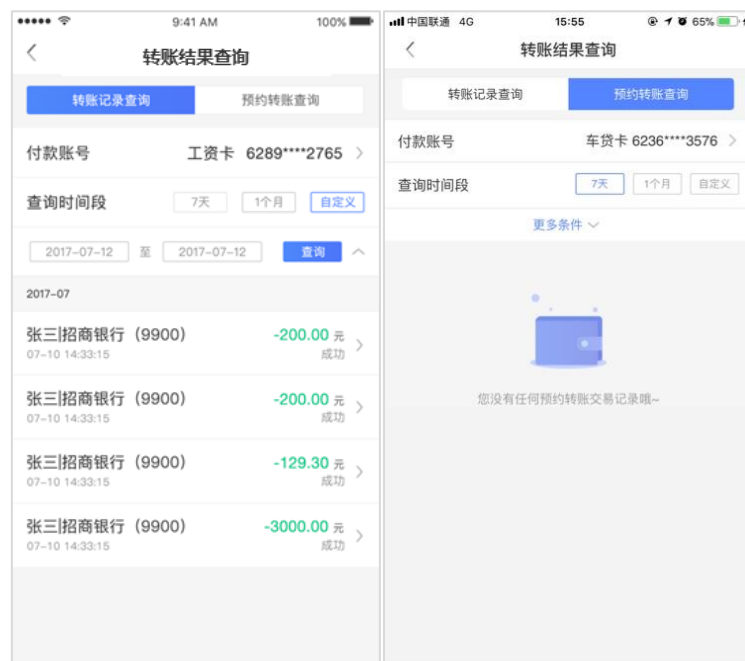 9:41 AM 100%
转账结果查询
转账记录查询 预约转账查询
付款账号 工资卡 6289****2765
查询时间段 7天 1个月 自定义
2017-07-12 至 2017-07-12 查询
2017-07
张三|招商银行（9900） -200.00 元
07-10 14:33:15 成功
张三|招商银行（9900） -200.00 元
07-10 14:33:15 成功
张三|招商银行（9900） -129.30 元
07-10 14:33:15 成功
张三|招商银行（9900） -3000.00 元
07-10 14:33:15 成功
中国联通 4G 15:55 65%
转账结果查询
转账记录查询 预约转账查询
付款账号 车贷卡 6236****3576
查询时间段 7天 1个月 自定义
更多条件
您没有任何预约转账交易记录哦~